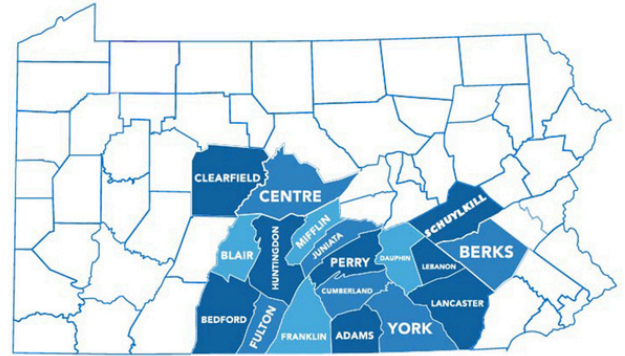 CLEARFIELD
CENTRE
SCHUYLKILL
MIFFLIN
HUNTINGDON
JUNIATA
BLAIR
BERKS
PERRY
DAUPHIN
LEBANON
CUMBERLAND
LANCASTER
BEDFORD
FULTON
FRANKLIN
ADAMS
YORK